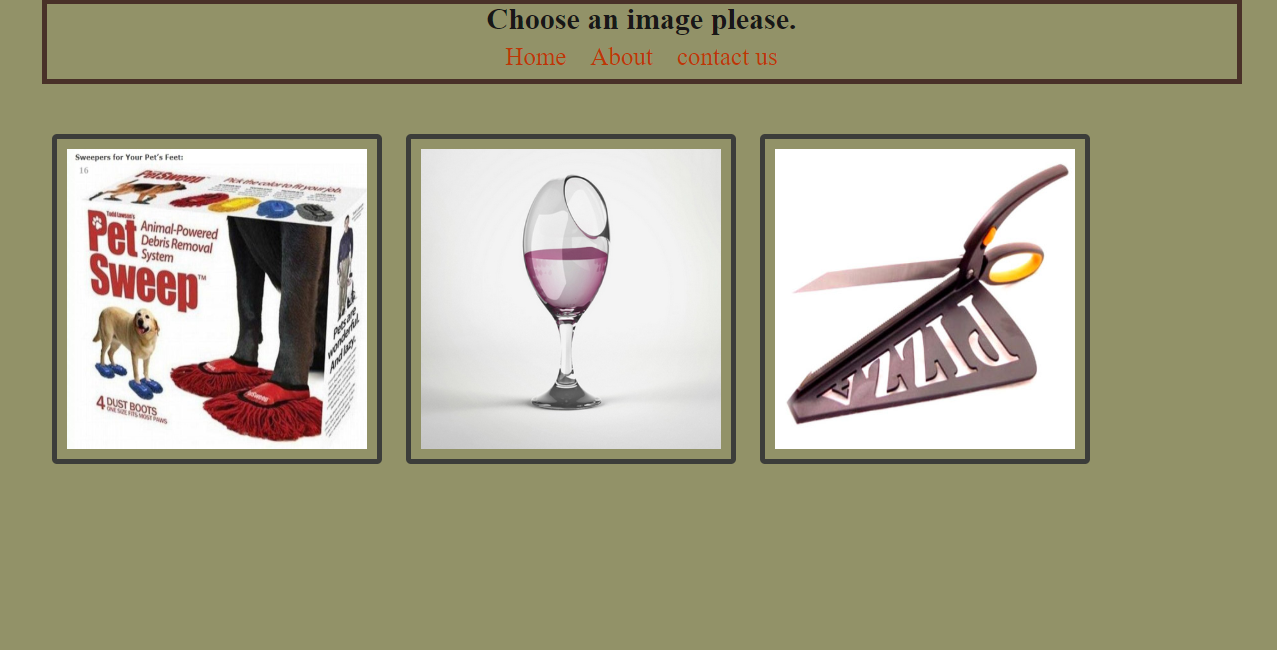 Choose an image please.
Home About contact us
Sweepers for Your Pet's Feet:
16
PetSweep
Pick the color to fit your job.
Todd Lawson's
Pet
Sweep™
Animal-Powered
Debris Removal
System
Pets are
wonderful.
And lazy.
4 DUST BOOTS
ONE SIZE FITS MOST PAWS
PIZZA